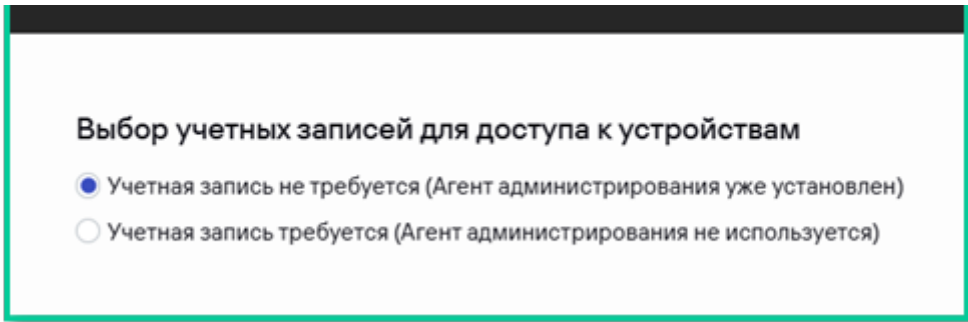 Выбор учетных записей для доступа к устройствам
Учетная запись не требуется (Агент администрирования уже установлен)
Учетная запись требуется (Агент администрирования не используется)